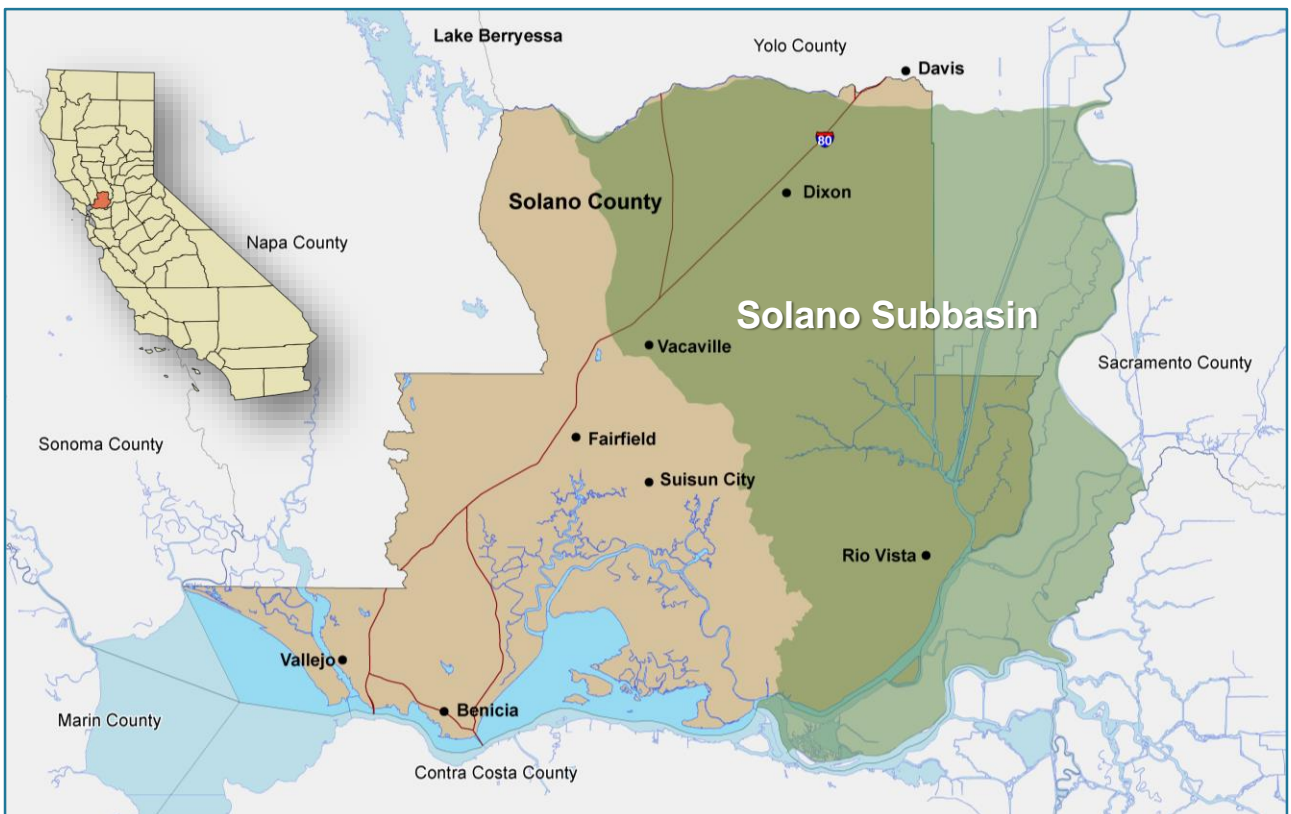 Lake Berryessa
Yolo County
Davis
80
Dixon
Solano County
Napa County
Solano Subbasin
Vacaville
Sacramento County
Fairfield
Sonoma County
Suisun City
Rio Vista
Vallejo
Benicia
Marin County
Contra Costa County